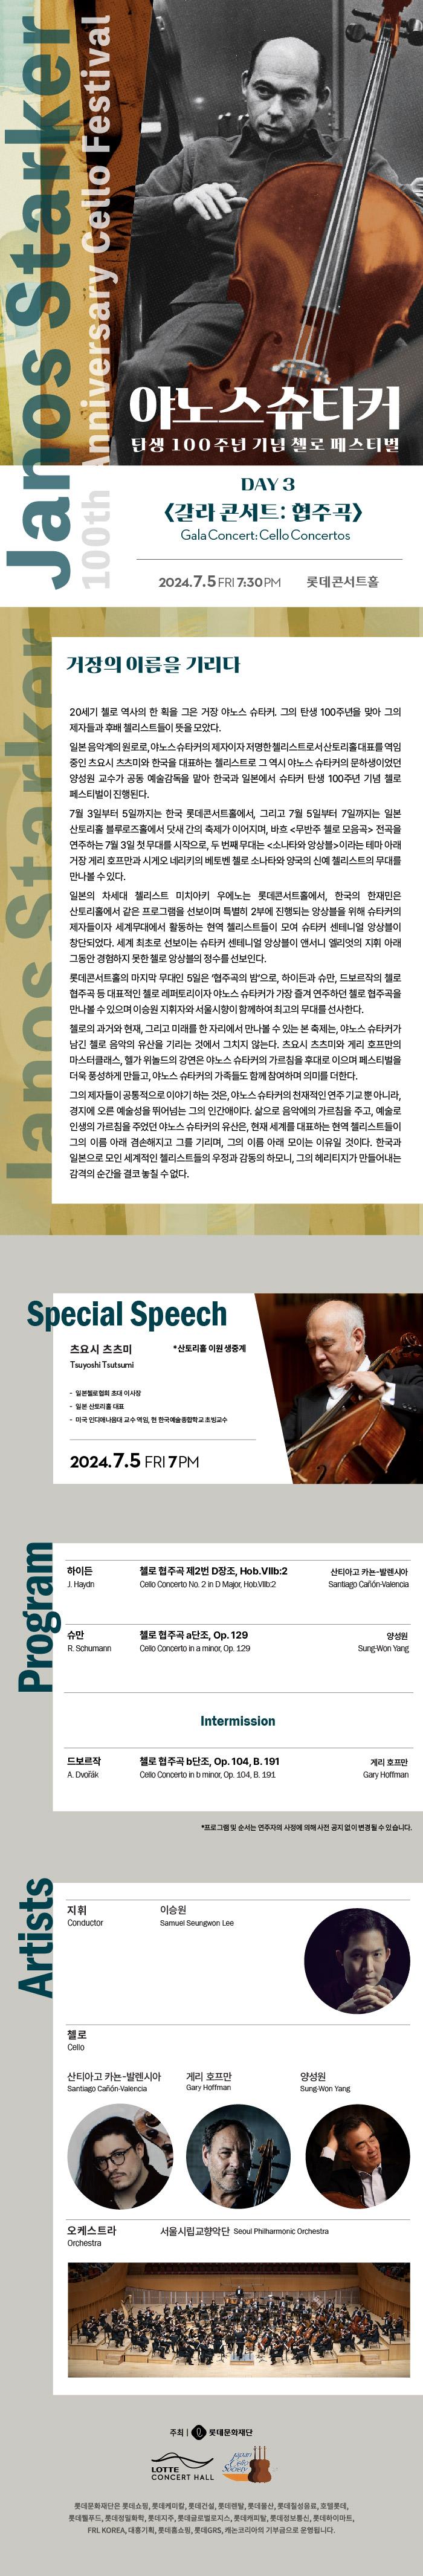 Janos Starker
100th Anniversary Cello Festival
야노스 슈타커
탄생 100주년 기념 첼로 페스티벌
DAY 3
《갈라 콘서트: 협주곡》
Gala Concert: Cello Concertos
2024.7.5 FRI 7:30 PM 롯데콘서트홀
Janos Starker
거장의 이름을 기리다
20세기 첼로 역사의 한 획을 그은 거장 야노스 슈타커. 그의 탄생 100주년을 맞아 그의
제자들과 후배 첼리스트들이 뜻을 모았다.
일본 음악계의 원로로, 야노스 슈타커의 제자이자 저명한 첼리스트로서 산토리홀 대표를 역임
중인 츠요시 츠츠미와 한국을 대표하는 첼리스트로 그 역시 야노스 슈타커의 문하생이었던
양성원 교수가 공동 예술감독을 맡아 한국과 일본에서 슈타커 탄생 100주년 기념 첼로
페스티벌이 진행된다.
7월 3일부터 5일까지는 한국 롯데콘서트홀에서, 그리고 7월 5일부터 7일까지는 일본
산토리홀 블루로즈홀에서 닷새 간의 축제가 이어지며, 바흐 <무반주 첼로 모음곡> 전곡을
연주하는 7월 3일 첫 무대를 시작으로, 두 번째 무대는 <소나타와 앙상블>이라는 테마 아래
거장 게리 호프만과 시게오 네리키의 베토벤 첼로 소나타와 양국의 신예 첼리스트의 무대를
만나볼 수 있다.
일본의 차세대 첼리스트 미치아키 우에노는 롯데콘서트홀에서, 한국의 한재민은
산토리홀에서 같은 프로그램을 선보이며 특별히 2부에 진행되는 앙상블을 위해 슈타커의
제자들이자 세계무대에서 활동하는 현역 첼리스트들이 모여 슈타커 센테니얼 앙상블이
창단되었다. 세계 최초로 선보이는 슈타커 센테니얼 앙상블이 앤서니 엘리엇의 지휘 아래
그동안 경험하지 못한 첼로 앙상블의 정수를 선보인다.
롯데콘서트홀의 마지막 무대인 5일은 '협주곡의 밤'으로, 하이든과 슈만, 드보르작의 첼로
협주곡 등 대표적인 첼로 레퍼토리이자 야노스 슈타커가 가장 즐겨 연주하던 첼로 협주곡을
만나볼 수 있으며 이승원 지휘자와 서울시향이 함께하여 최고의 무대를 선사한다.
첼로의 과거와 현재, 그리고 미래를 한 자리에서 만나볼 수 있는 본 축제는, 야노스 슈타커가
남긴 첼로 음악의 유산을 기리는 것에서 그치지 않는다. 츠요시 츠츠미와 게리 호프만의
마스터클래스, 헬가 위놀드의 강연은 야노스 슈타커의 가르침을 후대로 이으며 페스티벌을
더욱 풍성하게 만들고, 야노스 슈타커의 가족들도 함께 참여하며 의미를 더한다.
그의 제자들이 공통적으로 이야기 하는 것은, 야노스 슈타커의 천재적인 연주 기교 뿐 아니라,
경지에 오른 예술성을 뛰어넘는 그의 인간애이다. 삶으로 음악에의 가르침을 주고, 예술로
인생의 가르침을 주었던 야노스 슈타커의 유산은, 현재 세계를 대표하는 현역 첼리스트들이
그의 이름 아래 겸손해지고 그를 기리며, 그의 이름 아래 모이는 이유일 것이다. 한국과
일본으로 모인 세계적인 첼리스트들의 우정과 감동의 하모니, 그의 헤리티지가 만들어내는
감격의 순간을 결코 놓칠 수 없다.
Special Speech
츠요시 츠츠미 *산토리홀 이원 생중계
Tsuyoshi Tsutsumi
- 일본첼로협회 초대 이사장
- 일본 산토리홀 대표
- 미국 인디애나음대 교수 역임, 현 한국예술종합학교 초빙교수
2024.7.5 FRI 7 PM
Program
하이든 첼로 협주곡 제2번 D장조, Hob.VIIb:2 산티아고 카뇬-발렌시아
J. Haydn Cello Concerto No. 2 in D Major, Hob.VIIb:2 Santiago Cañón-Valencia
슈만 첼로 협주곡 a단조, Op. 129 양성원
R. Schumann Cello Concerto in a minor, Op. 129 Sung-Won Yang
Intermission
드보르작 첼로 협주곡 b단조, Op. 104, B. 191 게리 호프만
A. Dvořák Cello Concerto in b minor, Op. 104, B. 191 Gary Hoffman
*프로그램 및 순서는 연주자의 사정에 의해 사전 공지 없이 변경될 수 있습니다.
Artists
지휘 이승원
Conductor Samuel Seungwon Lee
첼로
Cello
산티아고 카뇬-발렌시아 게리 호프만 양성원
Santiago Cañón-Valencia Gary Hoffman Sung-Won Yang
오케스트라 서울시립교향악단 Seoul Philharmonic Orchestra
Orchestra
주최 | 롯데문화재단
LOTTE CONCERT HALL
Japan Cello Society
롯데문화재단은 롯데쇼핑, 롯데케미칼, 롯데건설, 롯데렌탈, 롯데물산, 롯데칠성음료, 호텔롯데,
롯데웰푸드, 롯데정밀화학, 롯데지주, 롯데글로벌로지스, 롯데캐피탈, 롯데정보통신, 롯데하이마트,
FRL KOREA, 대홍기획, 롯데홈쇼핑, 롯데GRS, 캐논코리아의 기부금으로 운영됩니다.